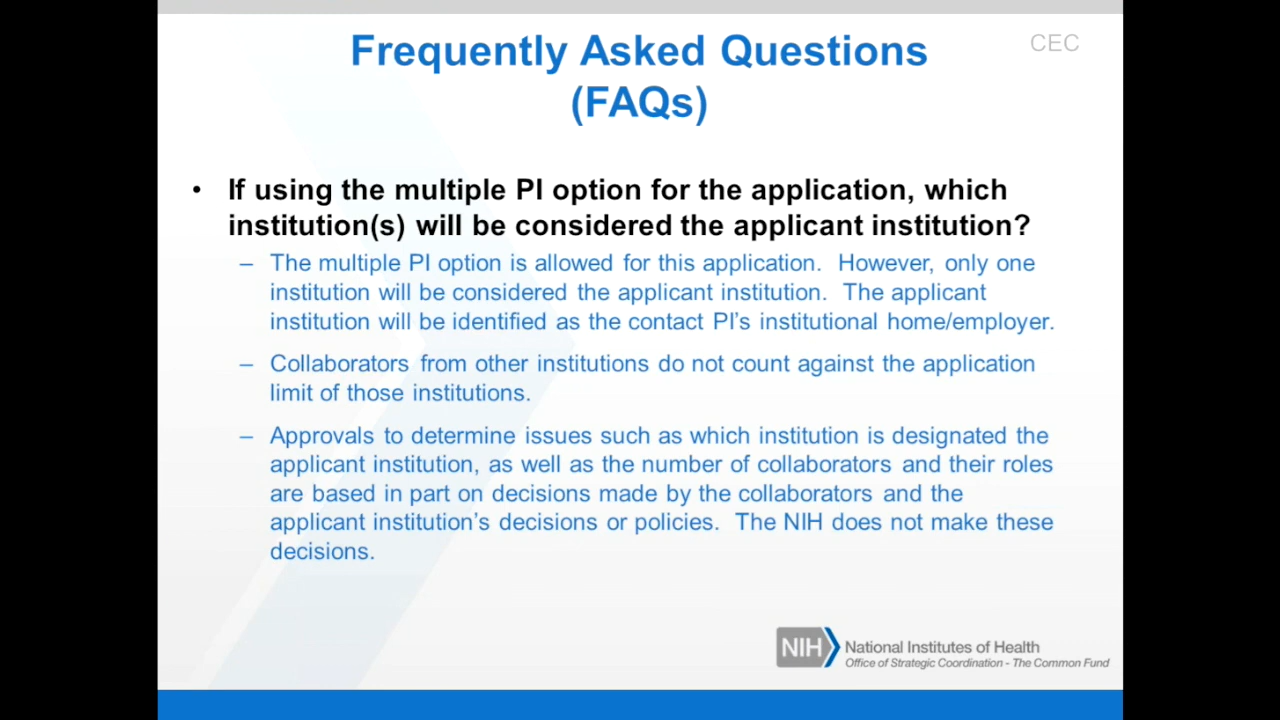 Frequently Asked Questions
(FAQs)
CEC
• If using the multiple PI option for the application, which
institution(s) will be considered the applicant institution?
– The multiple PI option is allowed for this application. However, only one
institution will be considered the applicant institution. The applicant
institution will be identified as the contact PI's institutional home/employer.
– Collaborators from other institutions do not count against the application
limit of those institutions.
– Approvals to determine issues such as which institution is designated the
applicant institution, as well as the number of collaborators and their roles
are based in part on decisions made by the collaborators and the
applicant institution's decisions or policies. The NIH does not make these
decisions.
NIH National Institutes of Health
Office of Strategic Coordination - The Common Fund